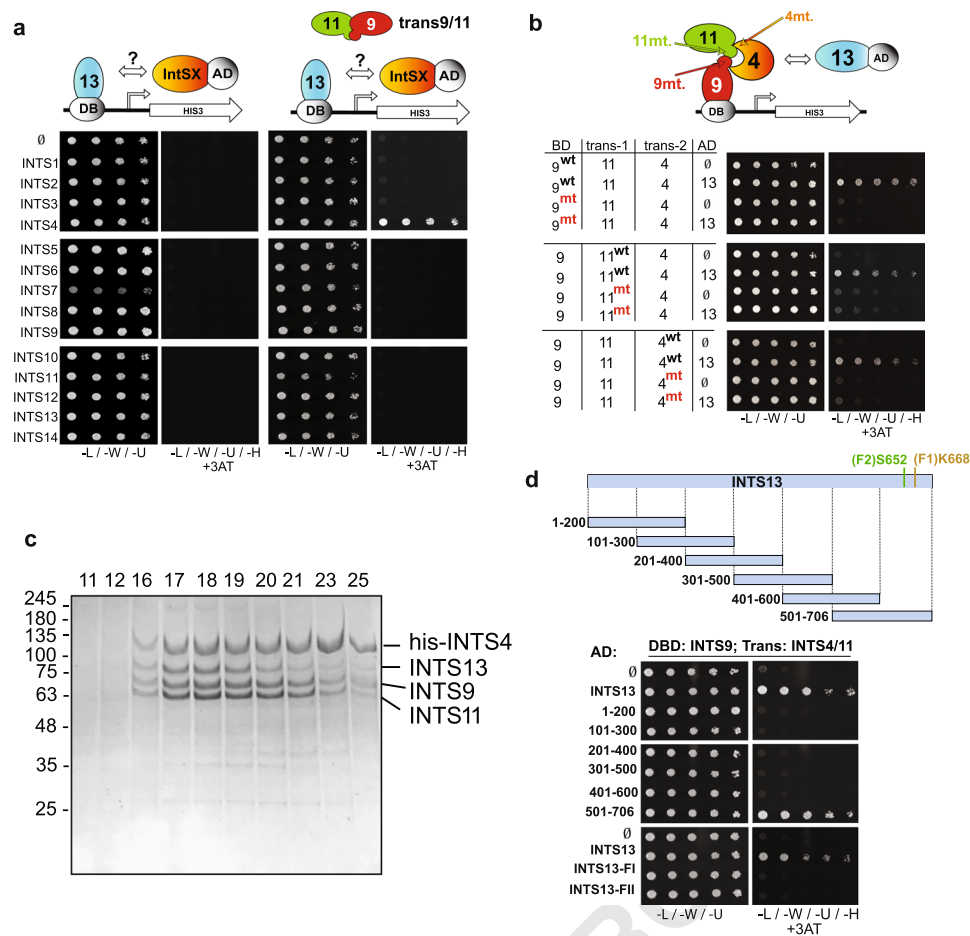 a
11 9 trans9/11
13 ? IntSX AD
DB HIS3
13 ? IntSX AD
DB HIS3
Ø
INTS1
INTS2
INTS3
INTS4
INTS5
INTS6
INTS7
INTS8
INTS9
INTS10
INTS11
INTS12
INTS13
INTS14
-L / -W / -U
-L / -W / -U / -H
+3AT
-L / -W / -U
-L / -W / -U / -H
+3AT
b
4mt.
11
11mt.
4 13 AD
9mt.
9
DB HIS3
BD trans-1 trans-2 AD
9wt 11 4 Ø
9wt 11 4 13
9mt 11 4 Ø
9mt 11 4 13
9 11wt 4 Ø
9 11wt 4 13
9 11mt 4 Ø
9 11mt 4 13
9 11 4wt Ø
9 11 4wt 13
9 11 4mt Ø
9 11 4mt 13
-L / -W / -U
-L / -W / -U / -H
+3AT
c
11 12 16 17 18 19 20 21 23 25
245
180
135
100
75
63
48
35
25
his-INTS4
INTS13
INTS9
INTS11
d
(F2)S652 (F1)K668
INTS13
1-200
101-300
201-400
301-500
401-600
501-706
AD: DBD: INTS9; Trans: INTS4/11
Ø
INTS13
1-200
101-300
201-400
301-500
401-600
501-706
Ø
INTS13
INTS13-FI
INTS13-FII
-L / -W / -U
-L / -W / -U / -H
+3AT